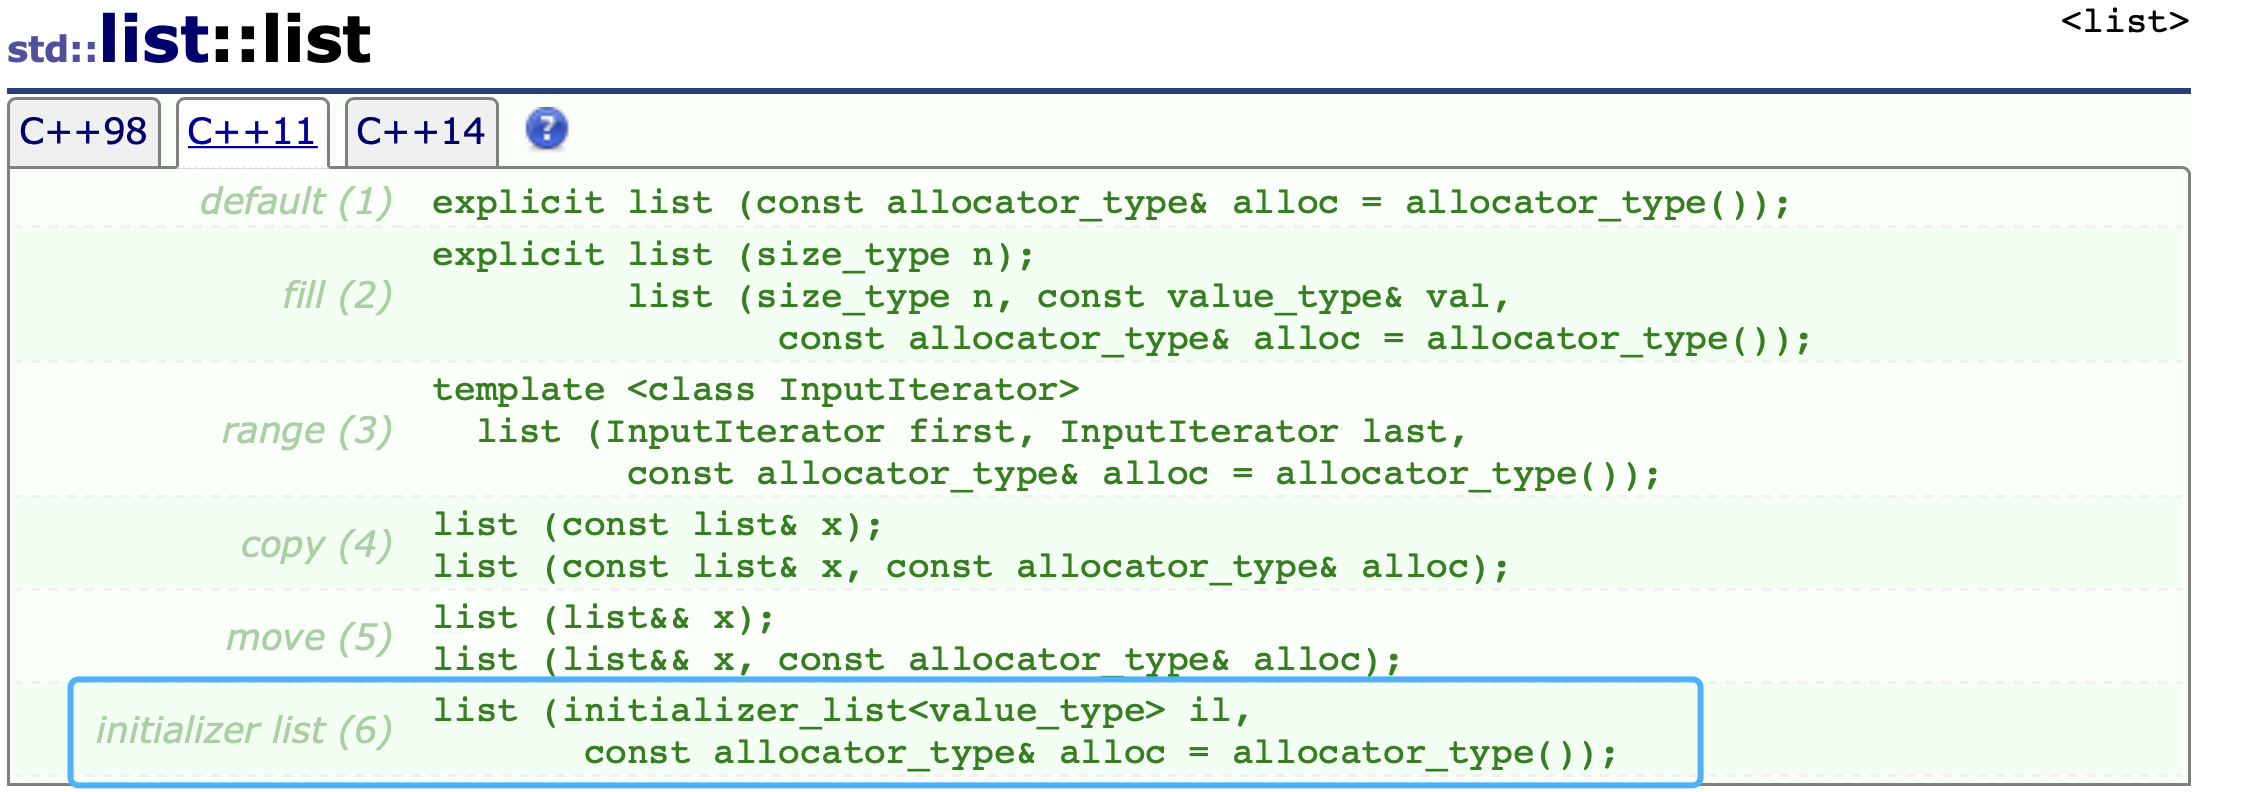 std::list::list
<list>
C++98 C++11 C++14 ?
default (1) explicit list (const allocator_type& alloc = allocator_type());
explicit list (size_type n);
fill (2) list (size_type n, const value_type& val,
const allocator_type& alloc = allocator_type());
template <class InputIterator>
range (3) list (InputIterator first, InputIterator last,
const allocator_type& alloc = allocator_type());
copy (4) list (const list& x);
list (const list& x, const allocator_type& alloc);
move (5) list (list&& x);
list (list&& x, const allocator_type& alloc);
initializer list (6) list (initializer_list<value_type> il,
const allocator_type& alloc = allocator_type());